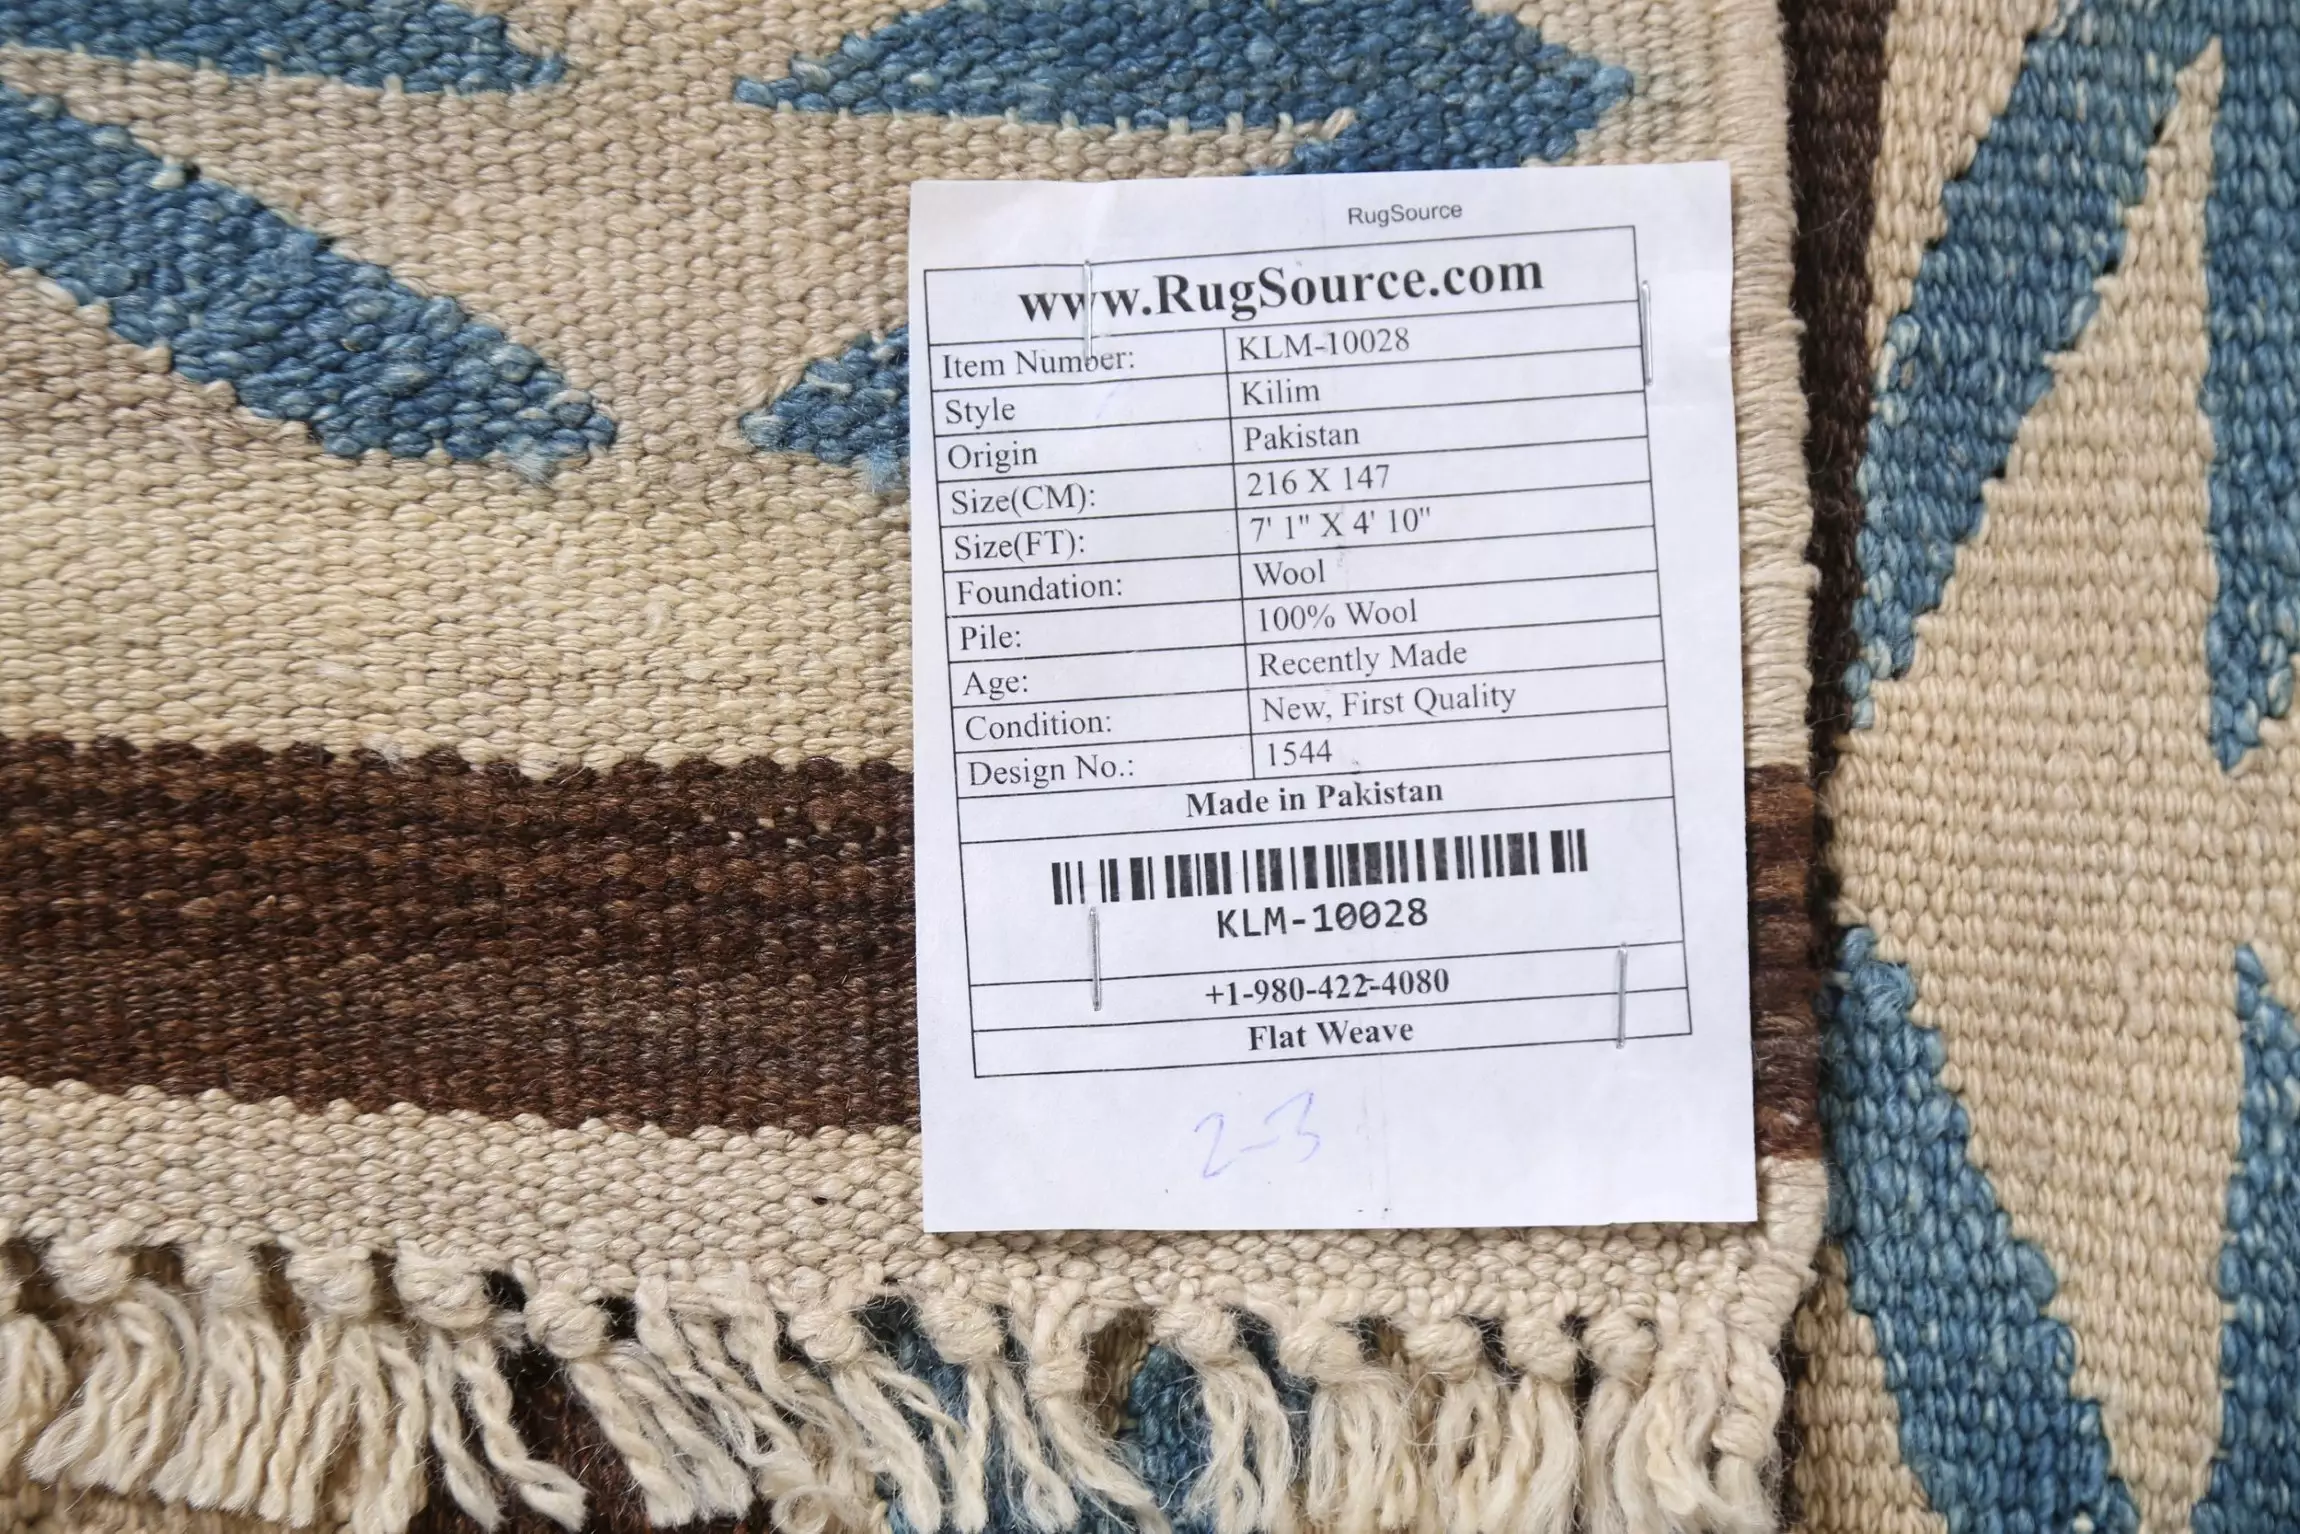 RugSource
www.RugSource.com
Item Number: KLM-10028
Style Kilim
Origin Pakistan
Size(CM): 216 X 147
Size(FT): 7' 1" X 4' 10"
Foundation: Wool
Pile: 100% Wool
Age: Recently Made
Condition: New, First Quality
Design No.: 1544
Made in Pakistan
KLM-10028
+1-980-422-4080
Flat Weave
2-3